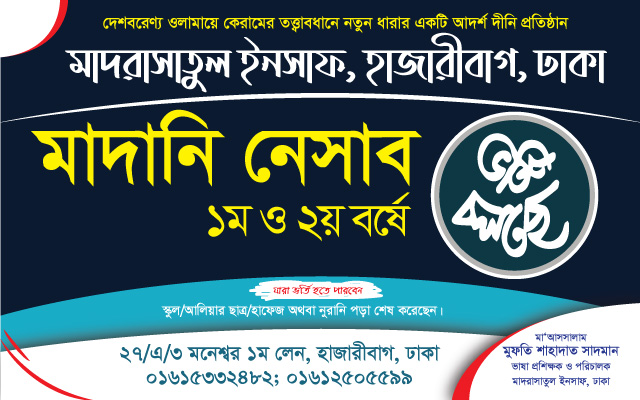 দেশবরেণ্য ওলামায়ে কেরামের তত্ত্বাবধানে নতুন ধারার একটি আদর্শ দীনি প্রতিষ্ঠান
মাদরাসাতুল ইনসাফ, হাজারীবাগ, ঢাকা
মাদানি নেসাব
১ম ও ২য় বর্ষে
ভর্তি
চলছে
যারা ভর্তি হতে পারবেন
স্কুল/আলিয়ার ছাত্র/হাফেজ অথবা নুরানি পড়া শেষ করেছেন।
২৭/এ/৩ মনেশ্বর ১ম লেন, হাজারীবাগ, ঢাকা
০১৬১৫৩৩২৪৮২; ০১৬১২৫০৫৫৯৯
মা'আসসালাম
মুফতি শাহাদাত সাদমান
ভাষা প্রশিক্ষক ও পরিচালক
মাদরাসাতুল ইনসাফ, ঢাকা